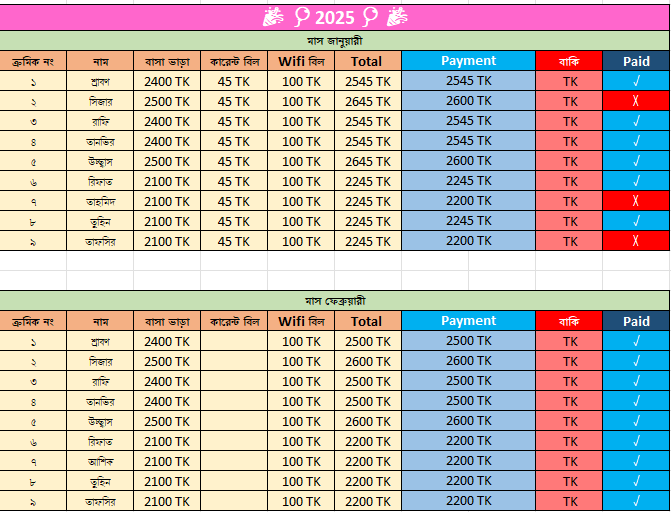 2025
মাস জানুয়ারী
ক্রমিক নং নাম বাসা ভাড়া কারেন্ট বিল Wifi বিল Total Payment বাকি Paid
১ শ্রাবণ 2400 TK 45 TK 100 TK 2545 TK 2545 TK TK √
২ সিজার 2500 TK 45 TK 100 TK 2645 TK 2600 TK TK X
৩ রাফি 2400 TK 45 TK 100 TK 2545 TK 2545 TK TK √
৪ তানভির 2400 TK 45 TK 100 TK 2545 TK 2545 TK TK √
৫ উচ্ছ্বাস 2500 TK 45 TK 100 TK 2645 TK 2600 TK TK √
৬ রিফাত 2100 TK 45 TK 100 TK 2245 TK 2245 TK TK √
৭ তাহমিদ 2100 TK 45 TK 100 TK 2245 TK 2200 TK TK X
৮ তুহিন 2100 TK 45 TK 100 TK 2245 TK 2245 TK TK √
৯ তাফসির 2100 TK 45 TK 100 TK 2245 TK 2200 TK TK X
মাস ফেব্রুয়ারী
ক্রমিক নং নাম বাসা ভাড়া কারেন্ট বিল Wifi বিল Total Payment বাকি Paid
১ শ্রাবণ 2400 TK 100 TK 2500 TK 2500 TK TK √
২ সিজার 2500 TK 100 TK 2600 TK 2600 TK TK √
৩ রাফি 2400 TK 100 TK 2500 TK 2500 TK TK √
৪ তানভির 2400 TK 100 TK 2500 TK 2500 TK TK √
৫ উচ্ছ্বাস 2500 TK 100 TK 2600 TK 2600 TK TK √
৬ রিফাত 2100 TK 100 TK 2200 TK 2200 TK TK √
৭ আশিক 2100 TK 100 TK 2200 TK 2200 TK TK √
৮ তুহিন 2100 TK 100 TK 2200 TK 2200 TK TK √
৯ তাফসির 2100 TK 100 TK 2200 TK 2200 TK TK √